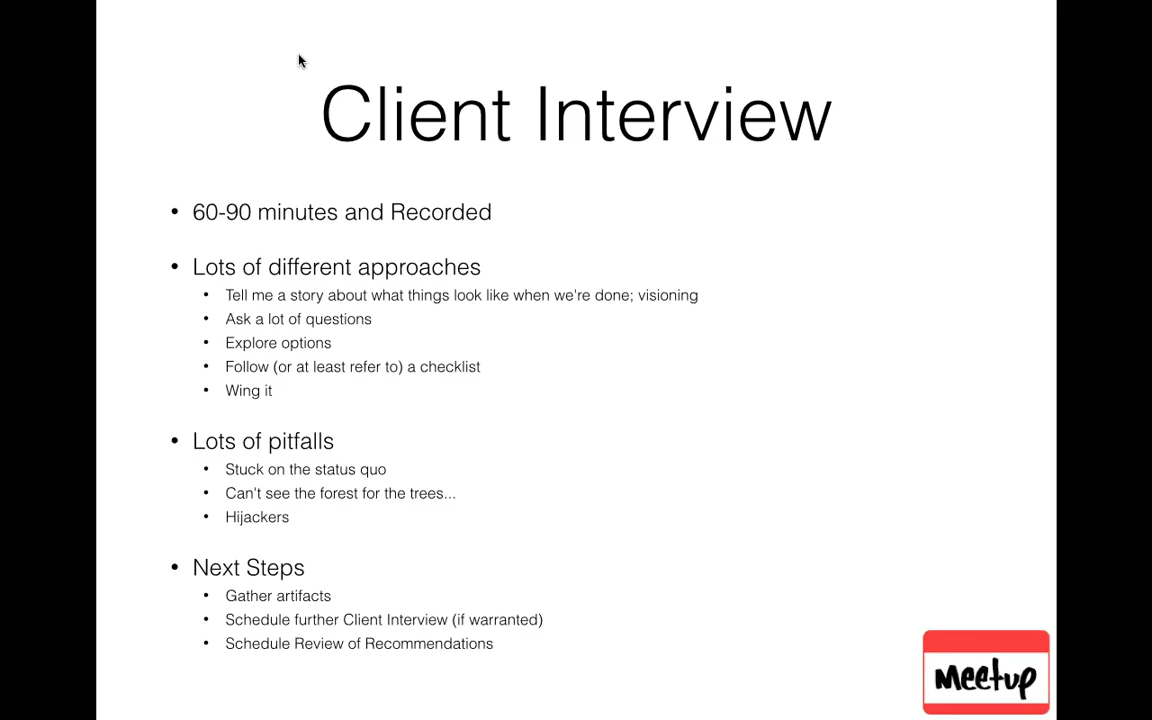 Client Interview
• 60-90 minutes and Recorded
• Lots of different approaches
• Tell me a story about what things look like when we're done; visioning
• Ask a lot of questions
• Explore options
• Follow (or at least refer to) a checklist
• Wing it
• Lots of pitfalls
• Stuck on the status quo
• Can't see the forest for the trees...
• Hijackers
• Next Steps
• Gather artifacts
• Schedule further Client Interview (if warranted)
• Schedule Review of Recommendations
Meetup